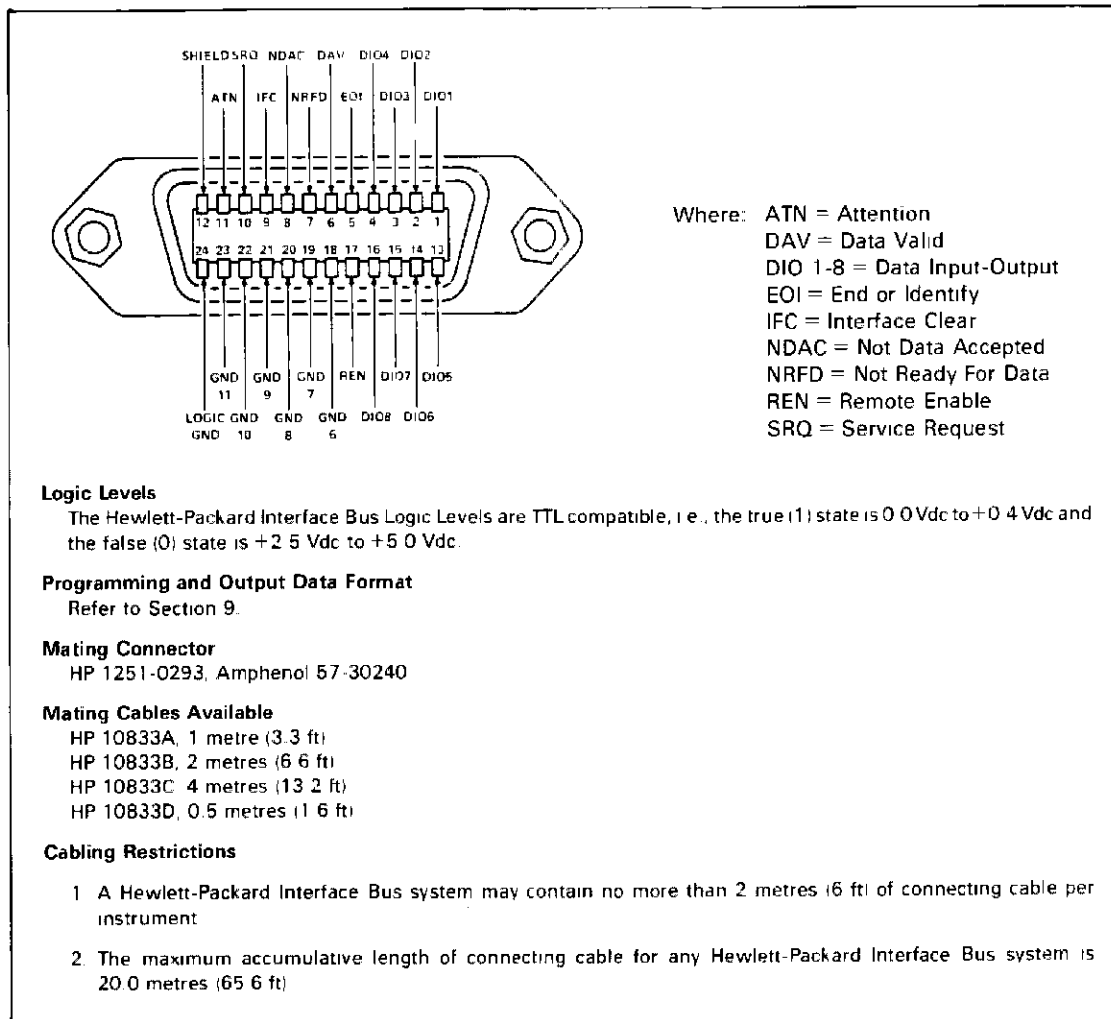 SHIELD SRQ NDAC DAV DIO4 DIO2
ATN IFC NRFD EOI DIO3 DIO1
12 11 10 9 8 7 6 5 4 3 2 1
24 23 22 21 20 19 18 17 16 15 14 13
GND GND GND REN DIO7 DIO5
11 9 7
LOGIC GND GND GND DIO8 DIO6
GND 10 8 6
Where: ATN = Attention
DAV = Data Valid
DIO 1-8 = Data Input-Output
EOI = End or Identify
IFC = Interface Clear
NDAC = Not Data Accepted
NRFD = Not Ready For Data
REN = Remote Enable
SRQ = Service Request
Logic Levels
The Hewlett-Packard Interface Bus Logic Levels are TTL compatible, i.e., the true (1) state is 0.0 Vdc to +0.4 Vdc and
the false (0) state is +2.5 Vdc to +5.0 Vdc.
Programming and Output Data Format
Refer to Section 9.
Mating Connector
HP 1251-0293, Amphenol 57-30240
Mating Cables Available
HP 10833A, 1 metre (3.3 ft)
HP 10833B, 2 metres (6.6 ft)
HP 10833C 4 metres (13.2 ft)
HP 10833D, 0.5 metres (1.6 ft)
Cabling Restrictions
1 A Hewlett-Packard Interface Bus system may contain no more than 2 metres (6 ft) of connecting cable per
instrument
2. The maximum accumulative length of connecting cable for any Hewlett-Packard Interface Bus system is
20.0 metres (65.6 ft)